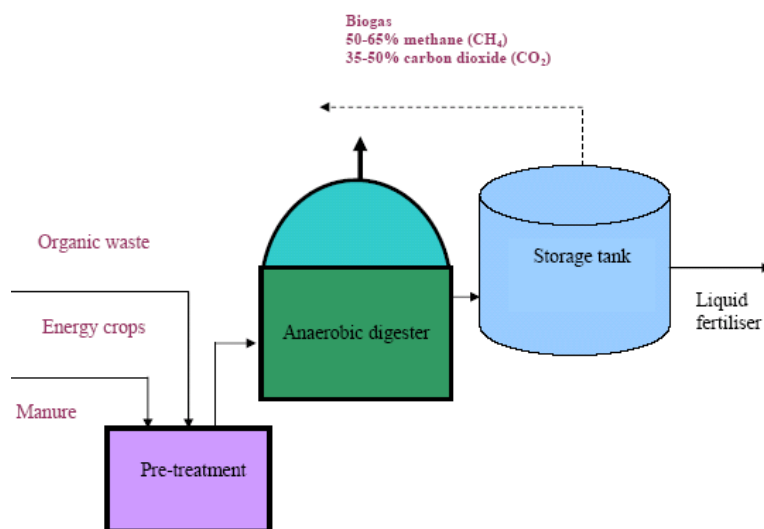 Biogas
50-65% methane (CH₄)
35-50% carbon dioxide (CO₂)
Organic waste
Storage tank
Liquid
fertiliser
Energy crops
Anaerobic digester
Manure
Pre-treatment